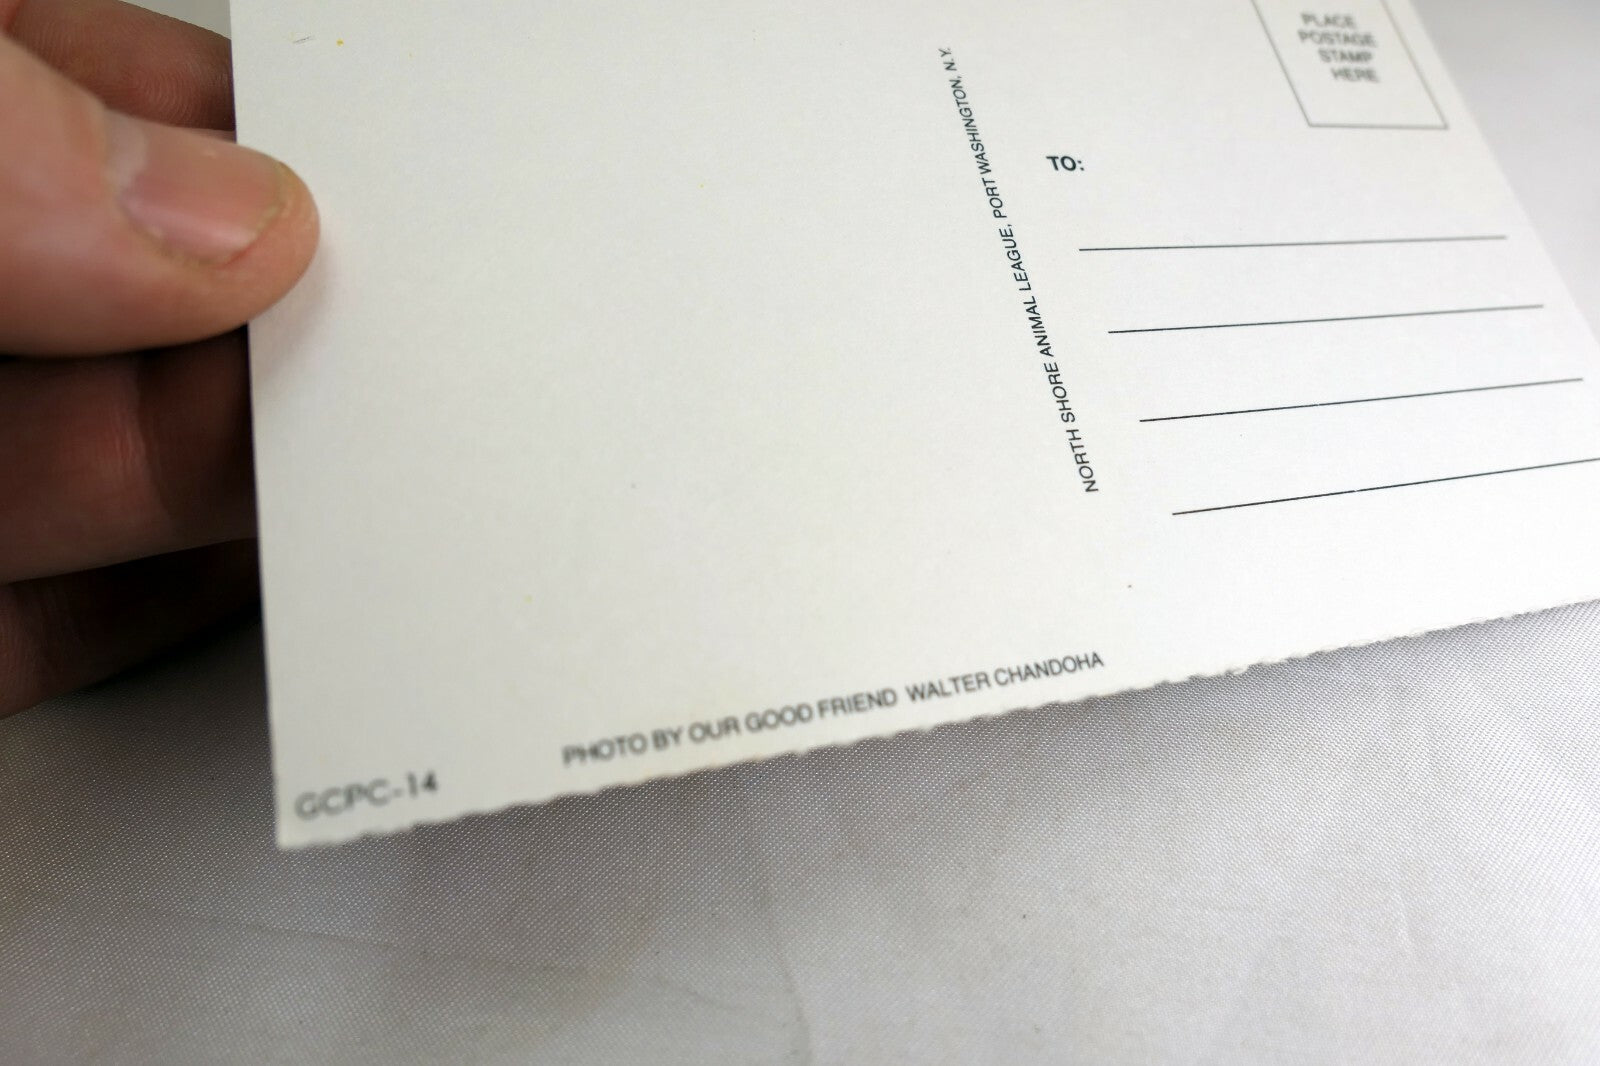 PLACE
POSTAGE
STAMP
HERE
TO:
NORTH SHORE ANIMAL LEAGUE, PORT WASHINGTON, N.Y.
PHOTO BY OUR GOOD FRIEND WALTER CHANDOHA
GCPC-14